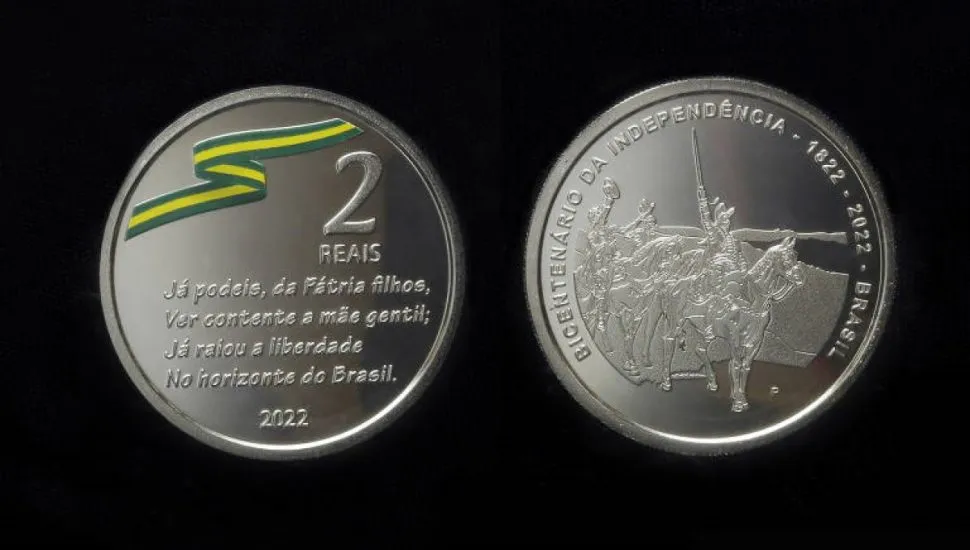 2
REAIS
Já podeis, da Pátria filhos,
Ver contente a mãe gentil;
Já raiou a liberdade
No horizonte do Brasil.
2022
BICENTENÁRIO DA INDEPENDÊNCIA - 1822 - 2022 - BRASIL
P